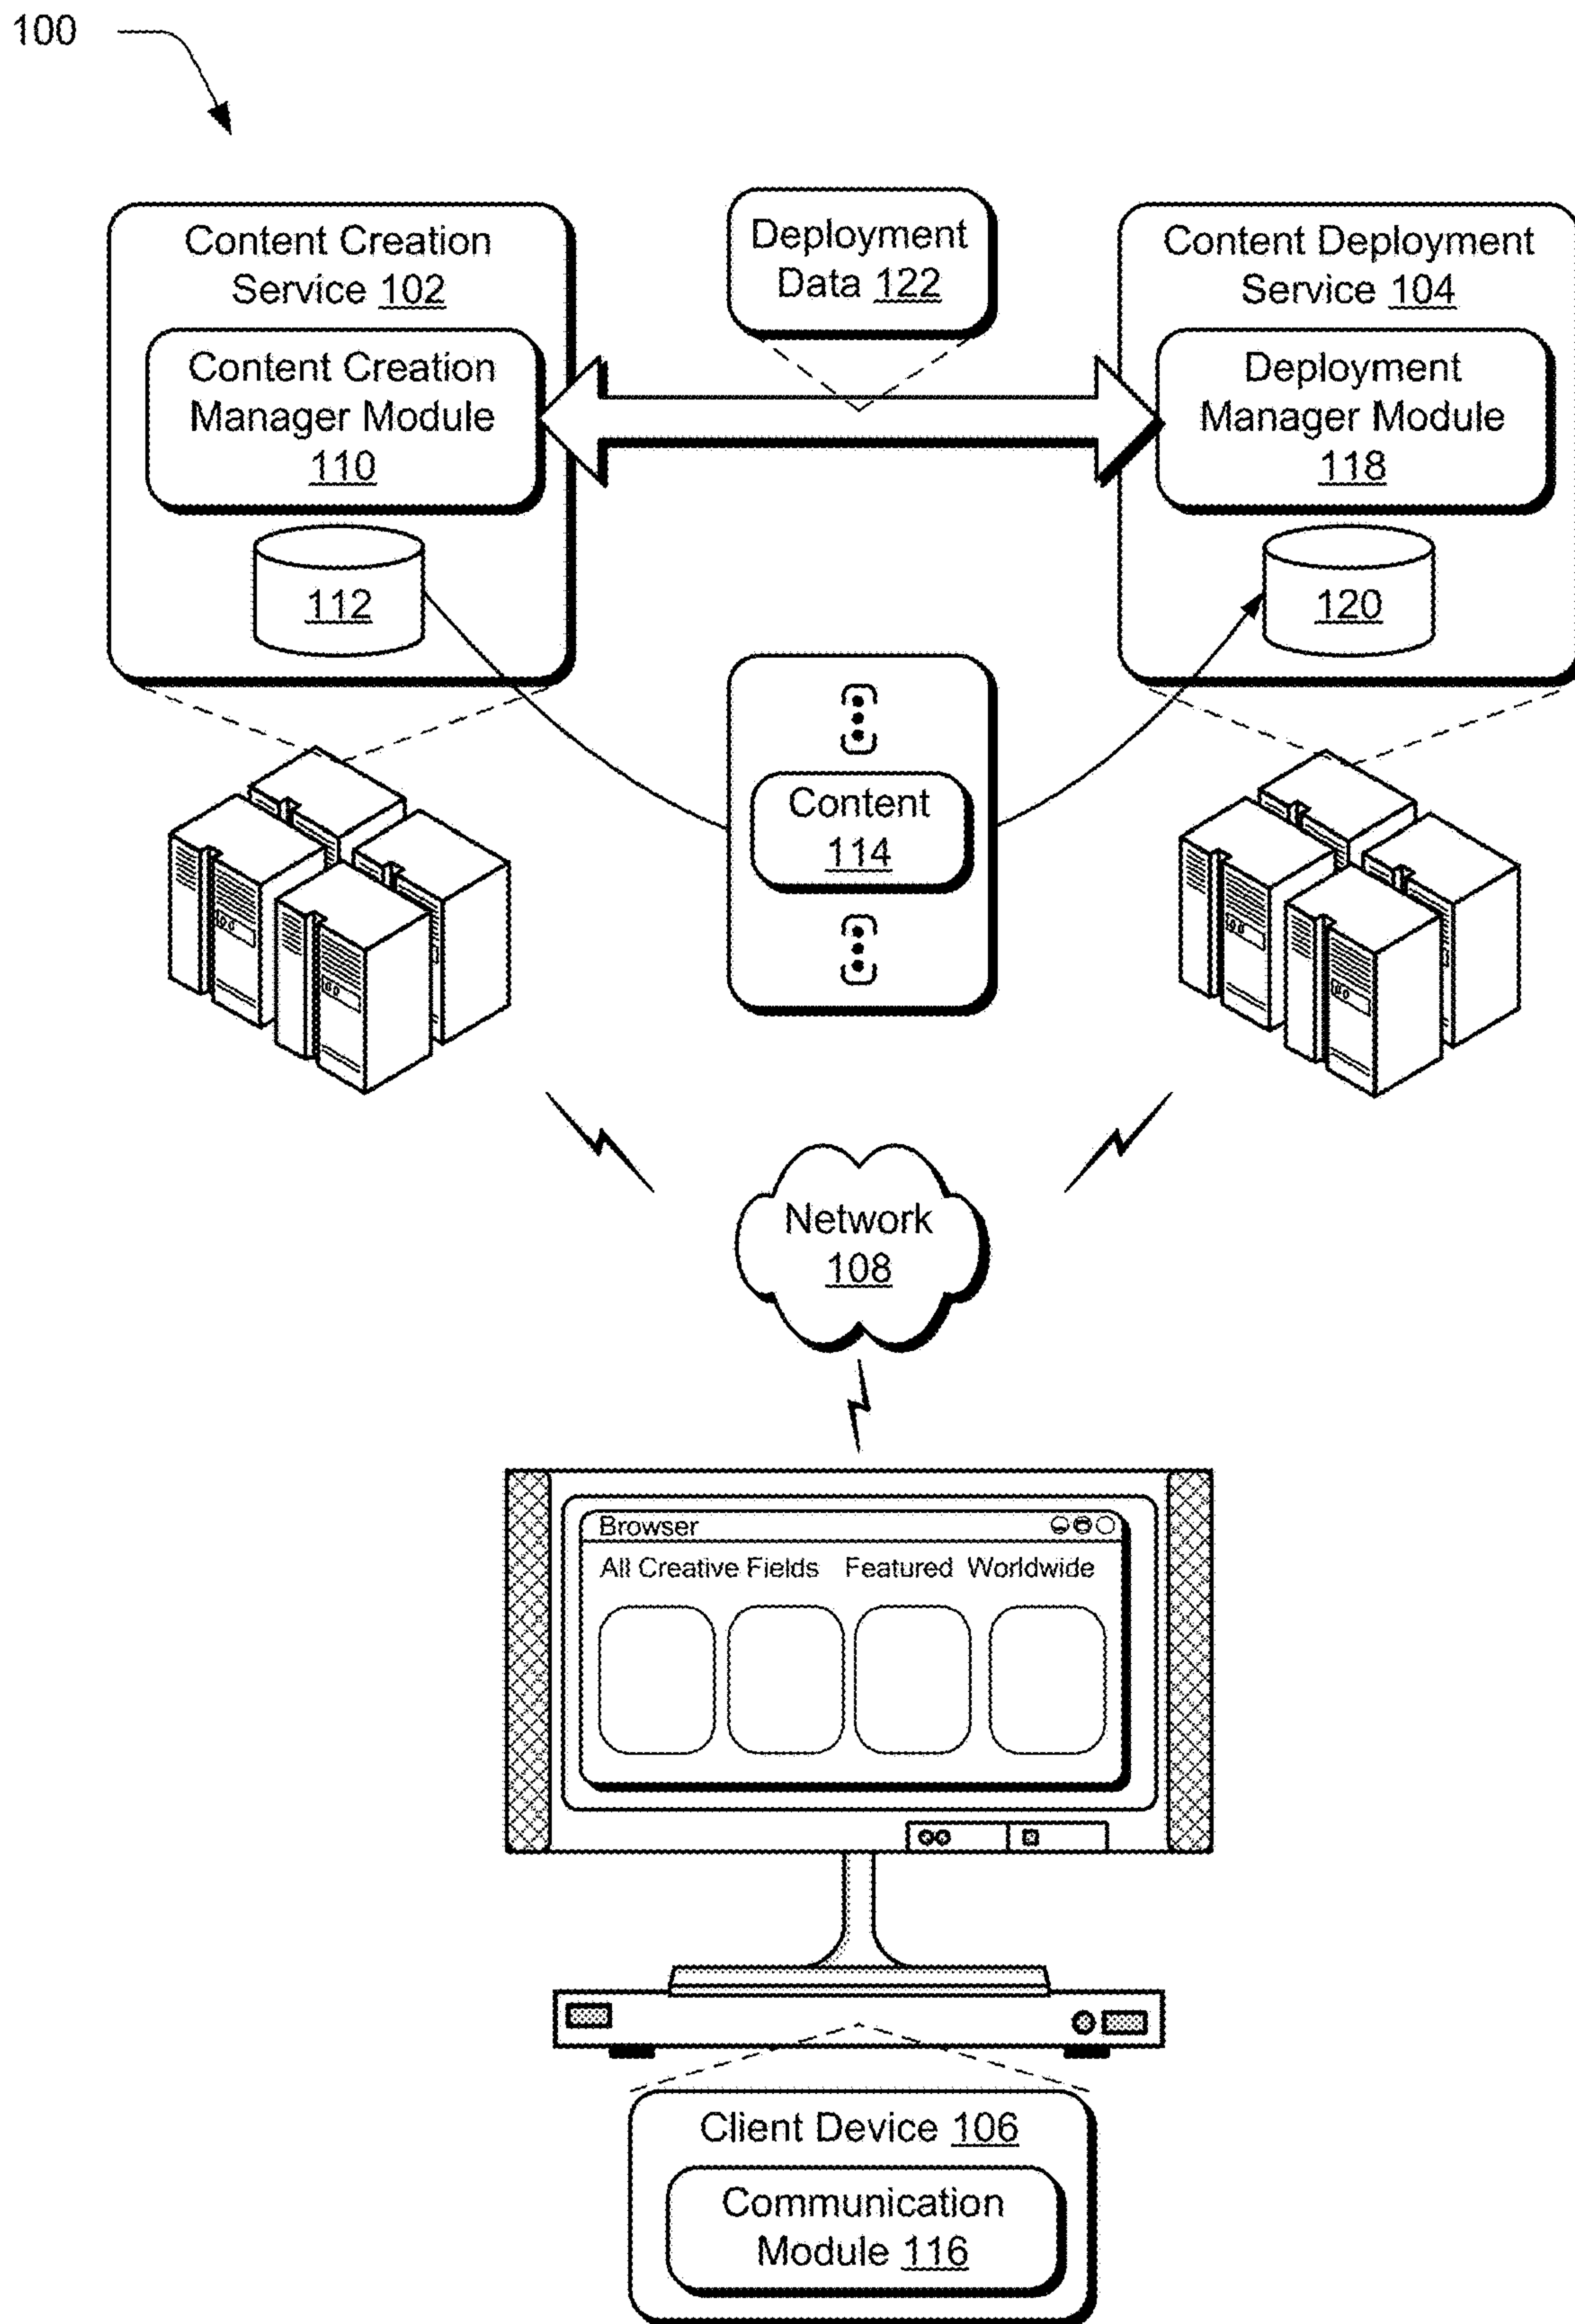 100
Content Creation
Service 102
Content Creation
Manager Module
110
112
Deployment
Data 122
Content Deployment
Service 104
Deployment
Manager Module
118
120
Content
114
Network
108
Browser
All Creative Fields Featured Worldwide
Client Device 106
Communication
Module 116